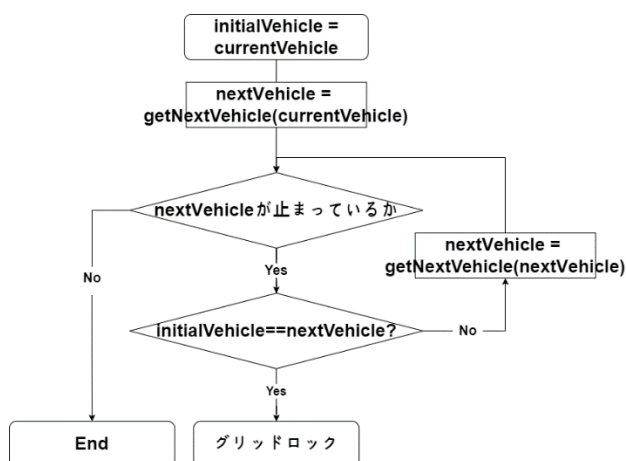 initialVehicle =
currentVehicle
nextVehicle =
getNextVehicle(currentVehicle)
nextVehicleが止まっているか
nextVehicle =
getNextVehicle(nextVehicle)
No
Yes
initialVehicle==nextVehicle?
No
Yes
End
グリッドロック